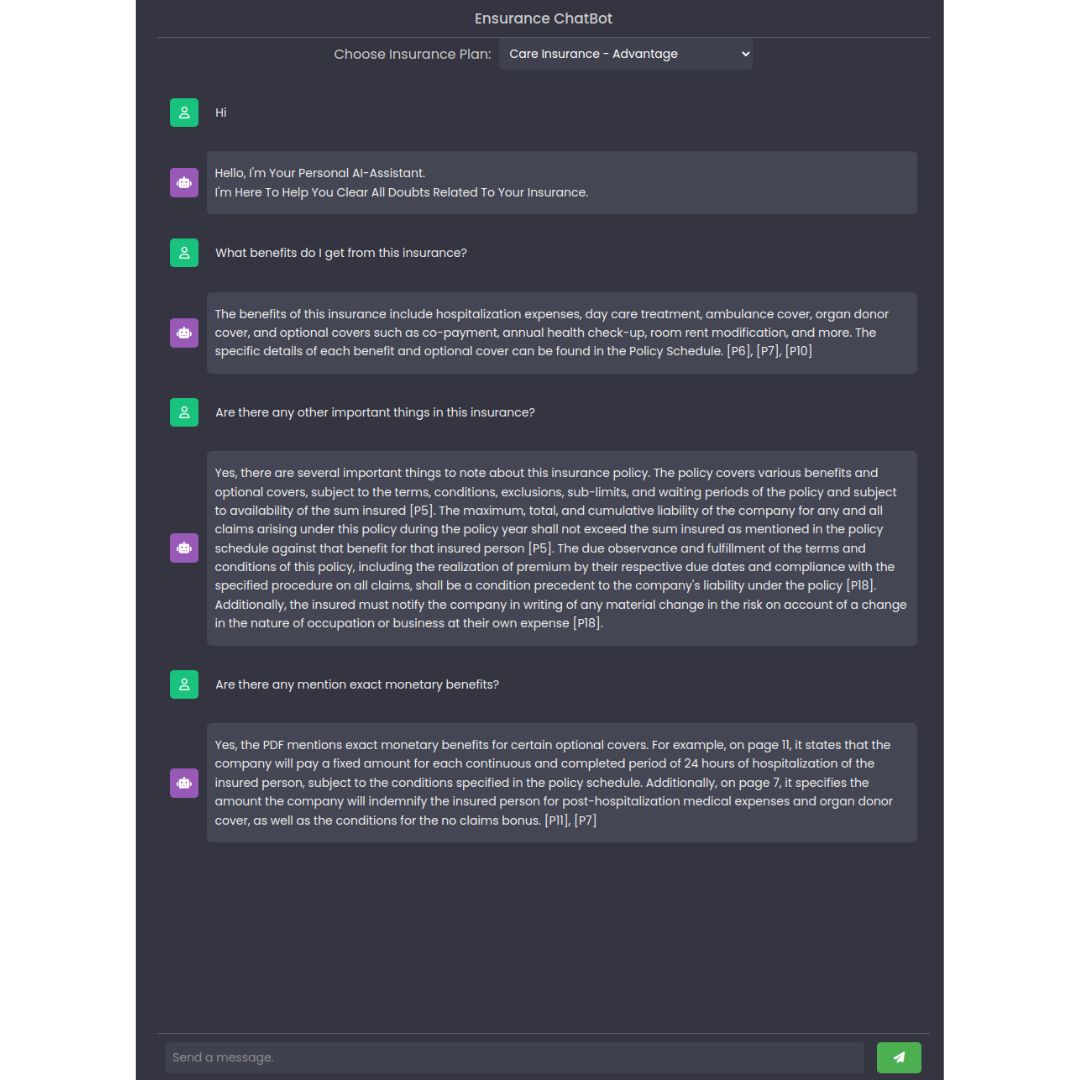 Ensurance ChatBot
Choose Insurance Plan: Care Insurance - Advantage
Hi
Hello, I'm Your Personal AI-Assistant.
I'm Here To Help You Clear All Doubts Related To Your Insurance.
What benefits do I get from this insurance?
The benefits of this insurance include hospitalization expenses, day care treatment, ambulance cover, organ donor
cover, and optional covers such as co-payment, annual health check-up, room rent modification, and more. The
specific details of each benefit and optional cover can be found in the Policy Schedule. [P6], [P7], [P10]
Are there any other important things in this insurance?
Yes, there are several important things to note about this insurance policy. The policy covers various benefits and
optional covers, subject to the terms, conditions, exclusions, sub-limits, and waiting periods of the policy and subject
to availability of the sum insured [P5]. The maximum, total, and cumulative liability of the company for any and all
claims arising under this policy during the policy year shall not exceed the sum insured as mentioned in the policy
schedule against that benefit for that insured person [P5]. The due observance and fulfillment of the terms and
conditions of this policy, including the realization of premium by their respective due dates and compliance with the
specified procedure on all claims, shall be a condition precedent to the company's liability under the policy [P18].
Additionally, the insured must notify the company in writing of any material change in the risk on account of a change
in the nature of occupation or business at their own expense [P18].
Are there any mention exact monetary benefits?
Yes, the PDF mentions exact monetary benefits for certain optional covers. For example, on page 11, it states that the
company will pay a fixed amount for each continuous and completed period of 24 hours of hospitalization of the
insured person, subject to the conditions specified in the policy schedule. Additionally, on page 7, it specifies the
amount the company will indemnify the insured person for post-hospitalization medical expenses and organ donor
cover, as well as the conditions for the no claims bonus. [P11], [P7]
Send a message.